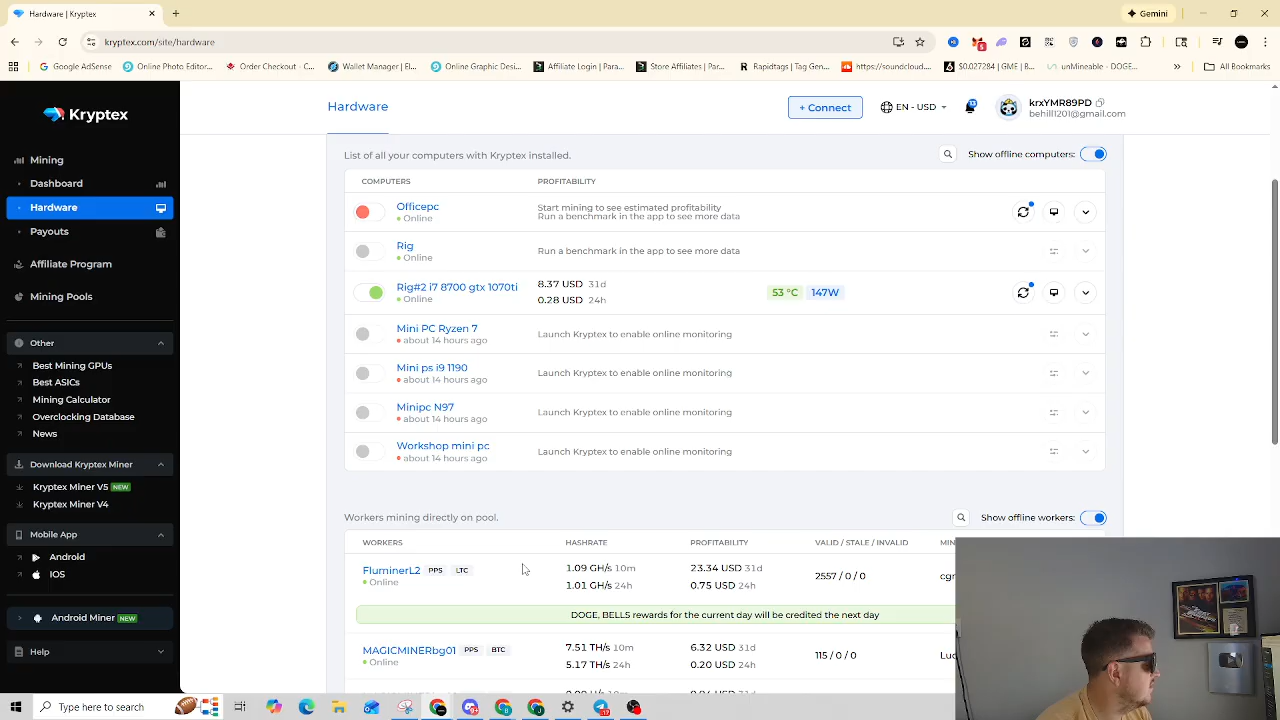 Hardware | Kryptex
Gemini
kryptex.com/site/hardware
Google AdSense
Online Photo Editor...
Order Checkout - C...
Wallet Manager | El...
Online Graphic Desi...
Affiliate Login | Para...
Store Affiliates | Par...
Rapidtags | Tag Gen...
https://soundcloud....
$0.027284 | GME | B...
unMineable - DOGE...
All Bookmarks
Kryptex
Hardware
+ Connect
EN - USD
13
krxYMR89PD
behill1201@gmail.com
Mining
Dashboard
Hardware
Payouts
Affiliate Program
Mining Pools
Other
Best Mining GPUs
Best ASICs
Mining Calculator
Overclocking Database
News
Download Kryptex Miner
Kryptex Miner V5 NEW
Kryptex Miner V4
Mobile App
Android
IOS
Android Miner NEW
Help
List of all your computers with Kryptex installed.
Show offline computers:
COMPUTERS PROFITABILITY
Officepc
Online
Start mining to see estimated profitability
Run a benchmark in the app to see more data
Rig
Online
Run a benchmark in the app to see more data
Rig#2 i7 8700 gtx 1070ti
Online
8.37 USD 31d
0.28 USD 24h
53 °C 147W
Mini PC Ryzen 7
about 14 hours ago
Launch Kryptex to enable online monitoring
Mini ps i9 1190
about 14 hours ago
Launch Kryptex to enable online monitoring
Minipc N97
about 14 hours ago
Launch Kryptex to enable online monitoring
Workshop mini pc
about 14 hours ago
Launch Kryptex to enable online monitoring
Workers mining directly on pool.
Show offline workers:
WORKERS HASHRATE PROFITABILITY VALID / STALE / INVALID MIN
FluminerL2 PPS LTC
Online
1.09 GH/s 10m
1.01 GH/s 24h
23.34 USD 31d
0.75 USD 24h
2557 / 0 / 0
cgr
DOGE, BELLS rewards for the current day will be credited the next day
MAGICMINERbg01 PPS BTC
Online
7.51 TH/s 10m
5.17 TH/s 24h
6.32 USD 31d
0.20 USD 24h
115 / 0 / 0
Luc
Type here to search